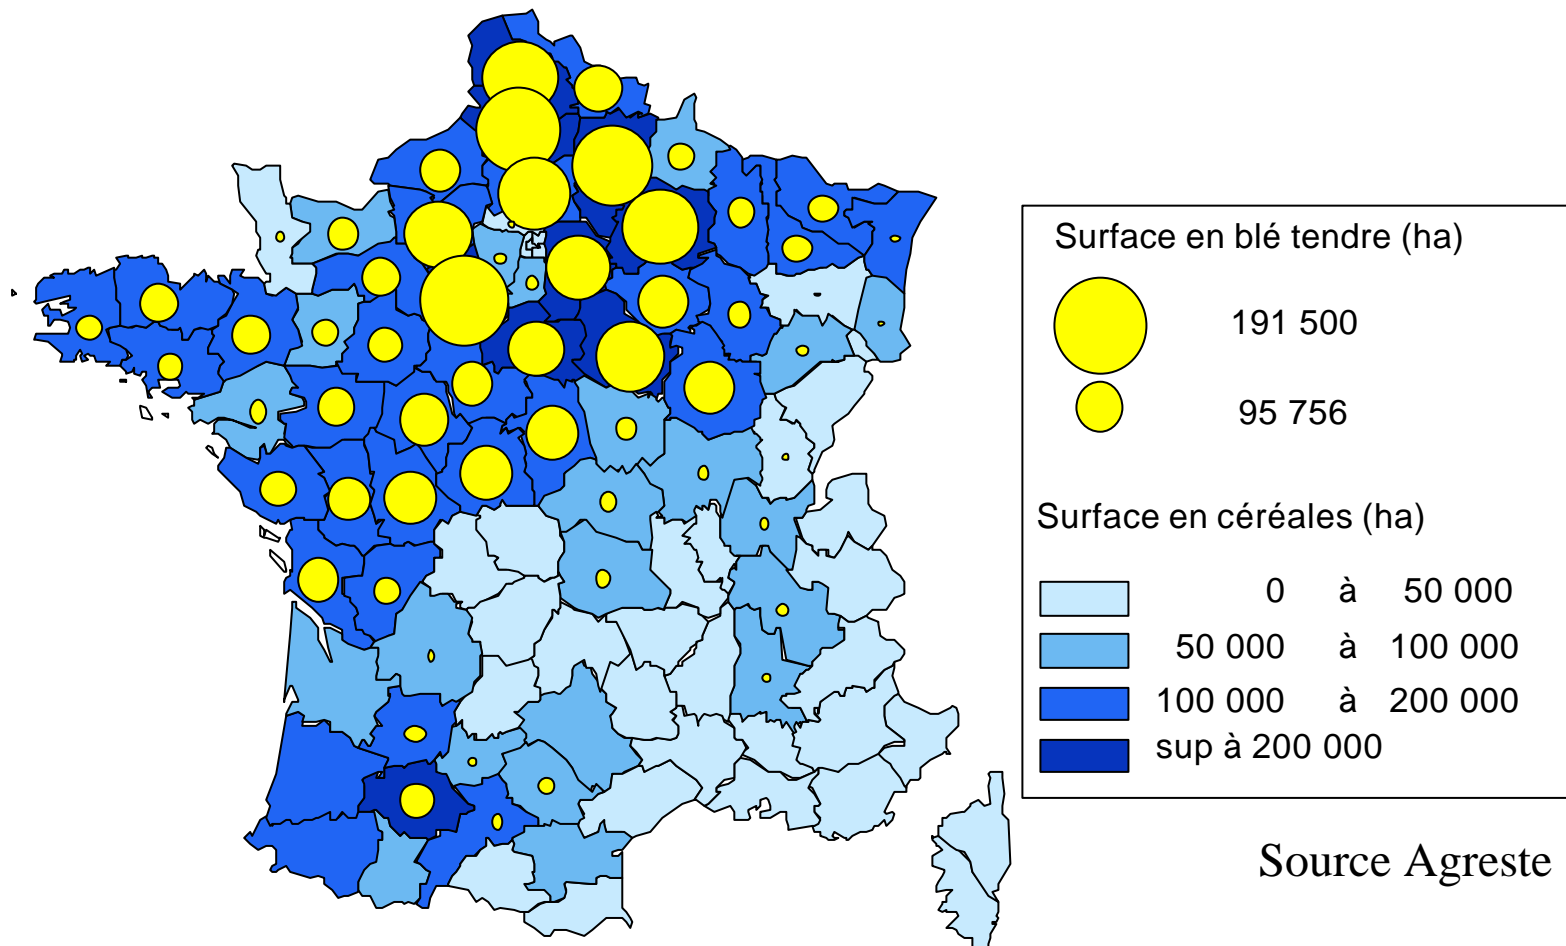 Surface en blé tendre (ha)
191 500
95 756
Surface en céréales (ha)
0 à 50 000
50 000 à 100 000
100 000 à 200 000
sup à 200 000
Source Agreste